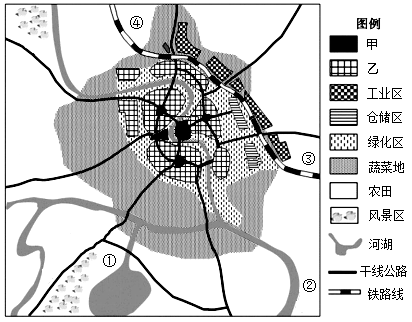 ④
③
①
②
图例
甲
乙
工业区
仓储区
绿化区
蔬菜地
农田
风景区
河湖
干线公路
铁路线